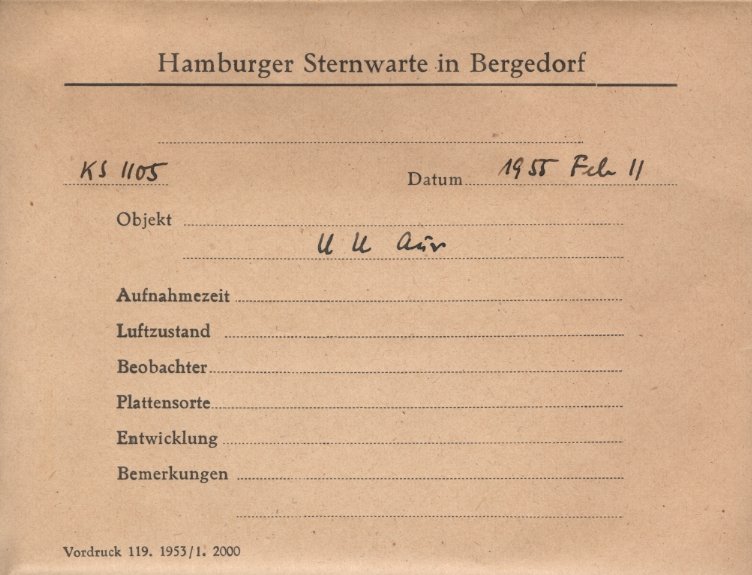 Hamburger Sternwarte in Bergedorf
KS 1105 Datum 1955 Feb 11
Objekt
U U Aur
Aufnahmezeit
Luftzustand
Beobachter
Plattensorte
Entwicklung
Bemerkungen
Vordruck 119. 1953/1. 2000